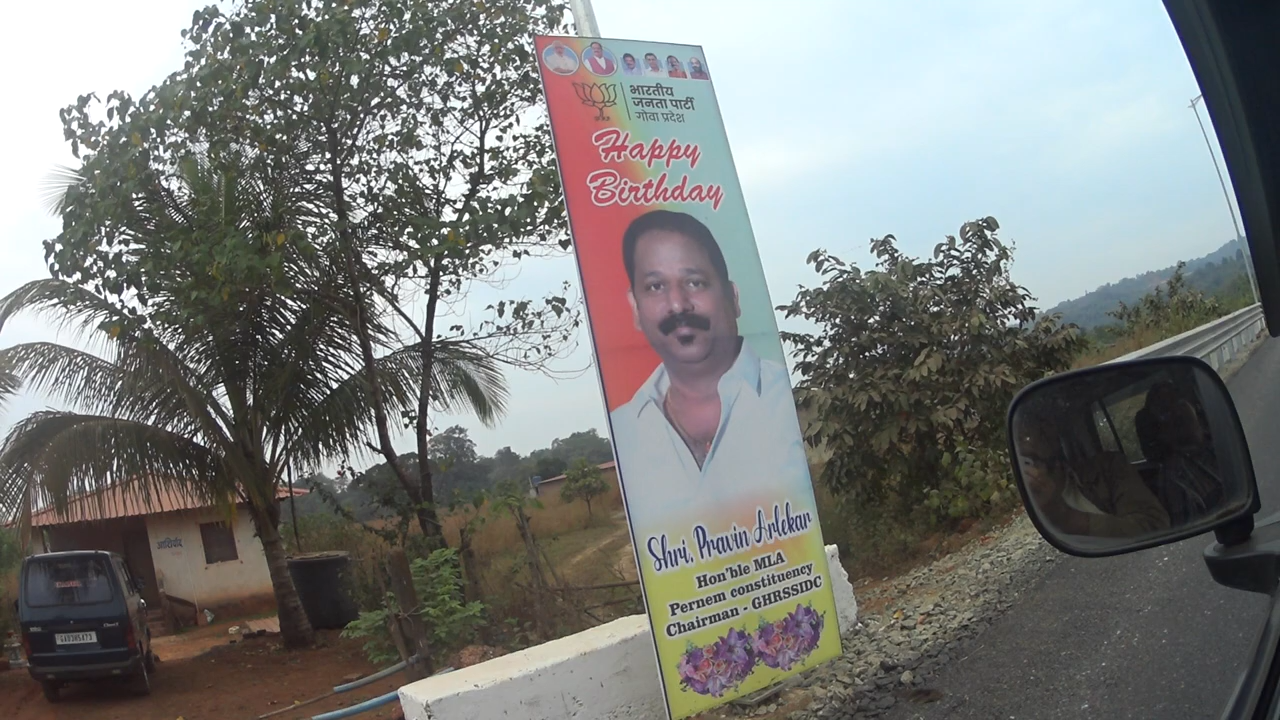 भारतीय
जनता पार्टी
गोवा प्रदेश
Happy
Birthday
Shri. Pravin Arlekar
Hon'ble MLA
Pernem constituency
Chairman - GHRSSIDC